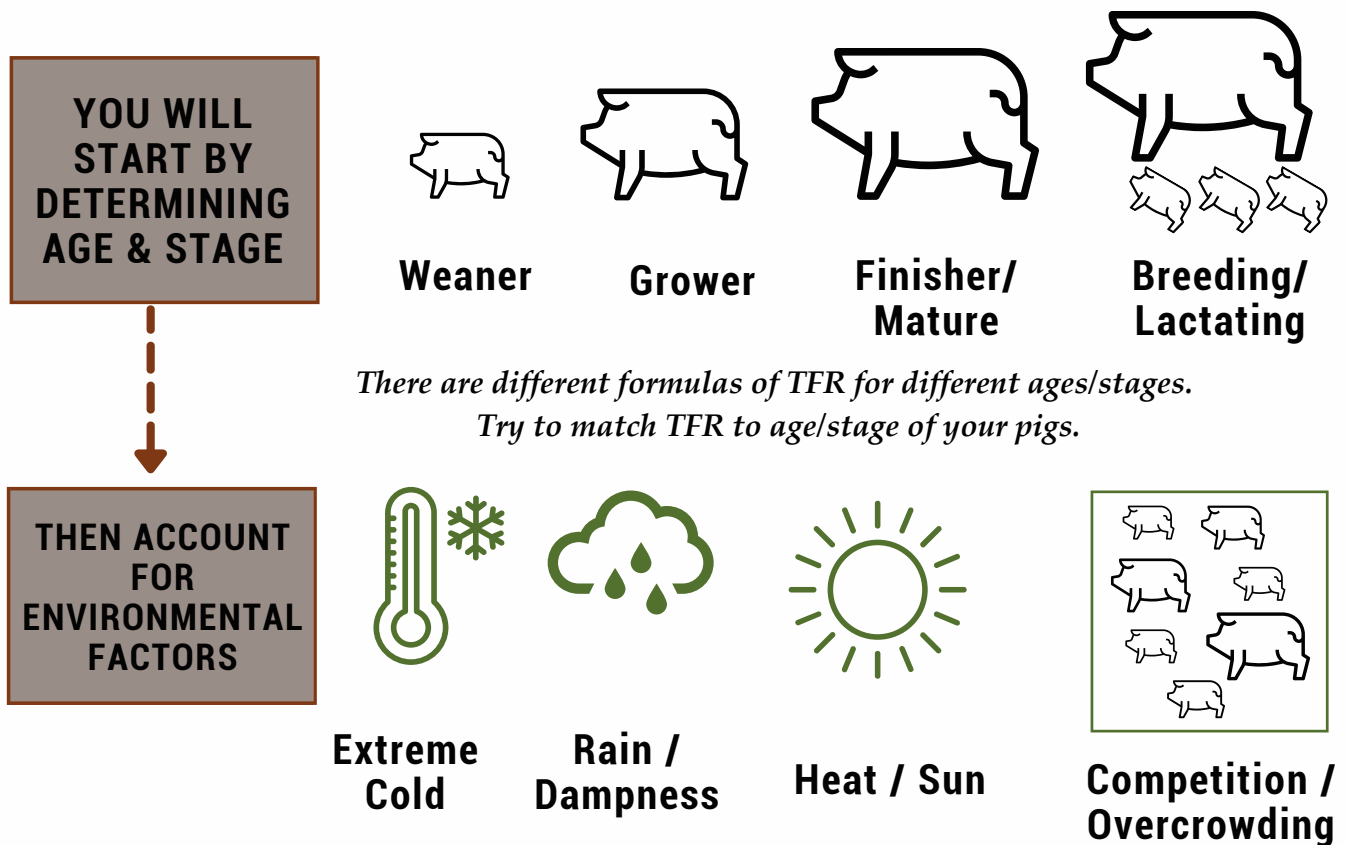 YOU WILL
START BY
DETERMINING
AGE & STAGE
Weaner
Grower
Finisher/
Mature
Breeding/
Lactating
There are different formulas of TFR for different ages/stages.
Try to match TFR to age/stage of your pigs.
THEN ACCOUNT
FOR
ENVIRONMENTAL
FACTORS
Extreme
Cold
Rain /
Dampness
Heat / Sun
Competition /
Overcrowding